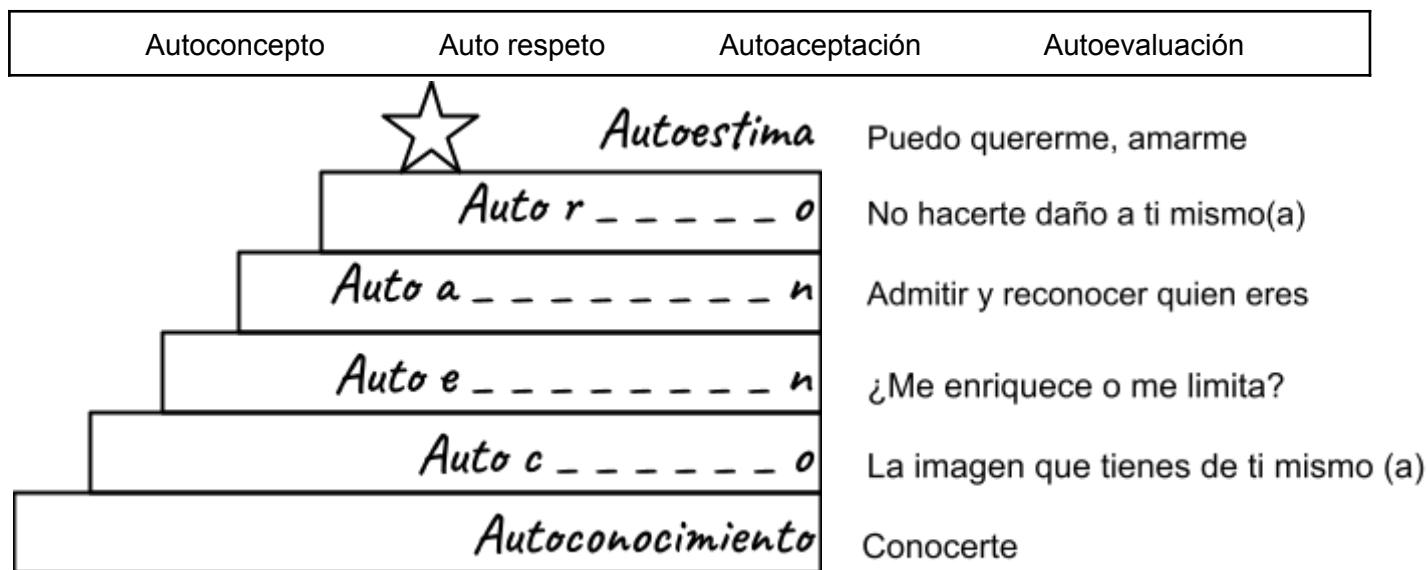 Autoconcepto Auto respeto Autoaceptación Autoevaluación
Autoestima Puedo quererme, amarme
Auto r _ _ _ _ _ o No hacerte daño a ti mismo(a)
Auto a _ _ _ _ _ _ _ _ n Admitir y reconocer quien eres
Auto e _ _ _ _ _ _ _ _ n ¿Me enriquece o me limita?
Auto c _ _ _ _ _ _ o La imagen que tienes de ti mismo (a)
Autoconocimiento Conocerte